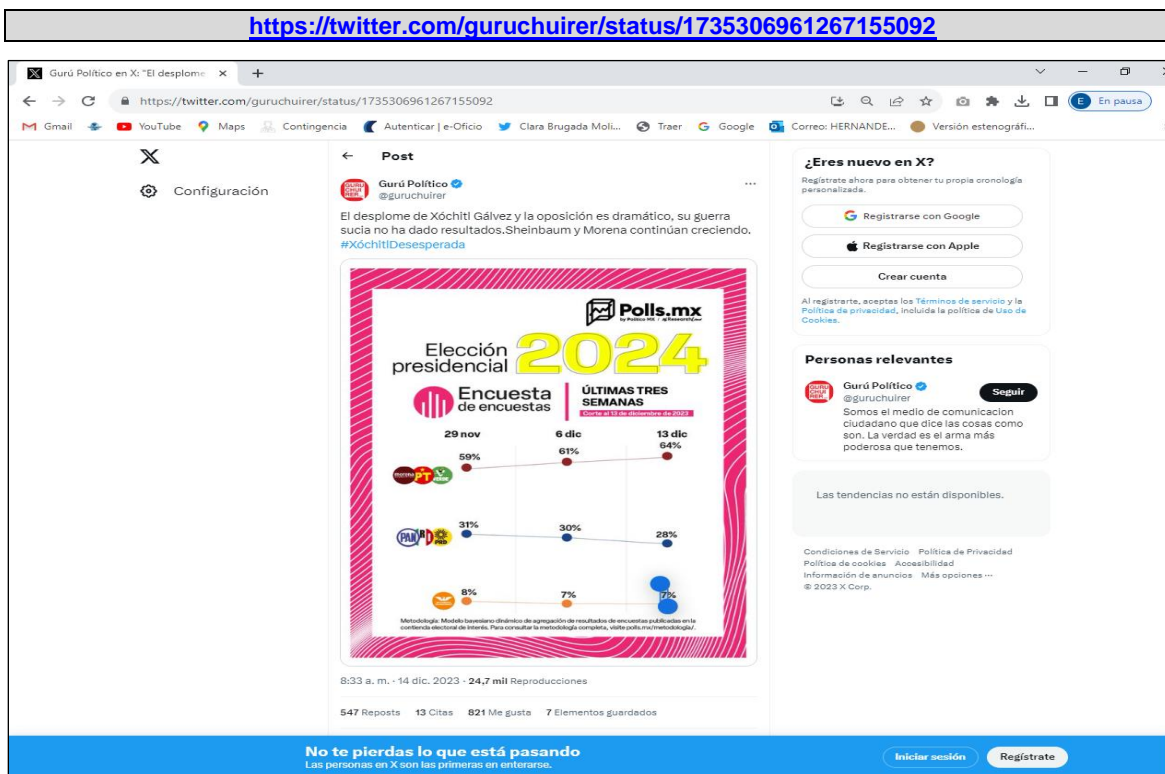 https://twitter.com/guruchuirer/status/1735306961267155092
Gurú Político en X: "El desplome
https://twitter.com/guruchuirer/status/1735306961267155092
E En pausa
Gmail YouTube Maps Contingencia Autenticar | e-Oficio Clara Brugada Moli... Traer Google Correo: HERNANDE... Versión estenográfi...
X
Configuración
Post
Gurú Político
@guruchuirer
El desplome de Xóchitl Gálvez y la oposición es dramático, su guerra
sucia no ha dado resultados.Sheinbaum y Morena continúan creciendo.
#XóchitlDesesperada
Polls.mx
Elección
presidencial
2024
Encuesta
de encuestas
ÚLTIMAS TRES
SEMANAS
Corte al 13 de diciembre de 2023
29 nov 6 dic 13 dic
59% 61% 64%
morena PT VERDE
31% 30% 28%
PAN PRD
8% 7% 7%
Metodología: Modelo bayesiano dinámico de agregación de resultados de encuestas publicadas en la
contienda electoral de interés. Para consultar la metodología completa, visite polls.mx/metodología/.
8:33 a. m. · 14 dic. 2023 · 24,7 mil Reproducciones
547 Reposts 13 Citas 821 Me gusta 7 Elementos guardados
¿Eres nuevo en X?
Regístrate ahora para obtener tu propia cronología
personalizada.
Registrarse con Google
Registrarse con Apple
Crear cuenta
Al registrarte, aceptas los Términos de servicio y la
Política de privacidad, incluida la política de Uso de
Cookies.
Personas relevantes
Gurú Político
@guruchuirer
Seguir
Somos el medio de comunicacion
ciudadano que dice las cosas como
son. La verdad es el arma más
poderosa que tenemos.
Las tendencias no están disponibles.
Condiciones de Servicio Política de Privacidad
Política de cookies Accesibilidad
Información de anuncios Más opciones ···
© 2023 X Corp.
No te pierdas lo que está pasando
Las personas en X son las primeras en enterarse.
Iniciar sesión
Regístrate